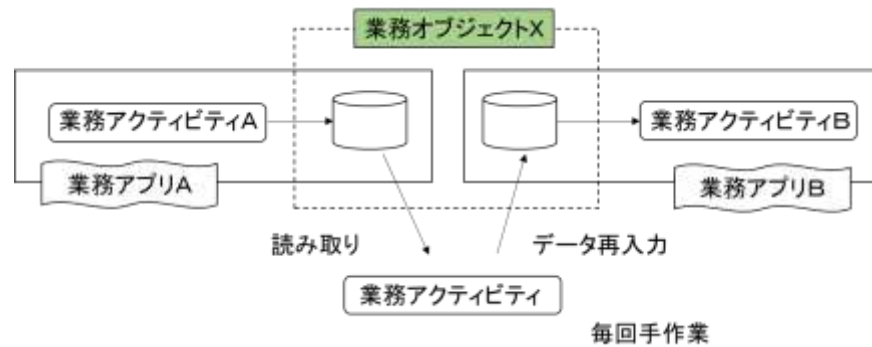 業務オブジェクトX
業務アクティビティA
業務アクティビティB
業務アプリA
業務アプリB
読み取り
データ再入力
業務アクティビティ
毎回手作業